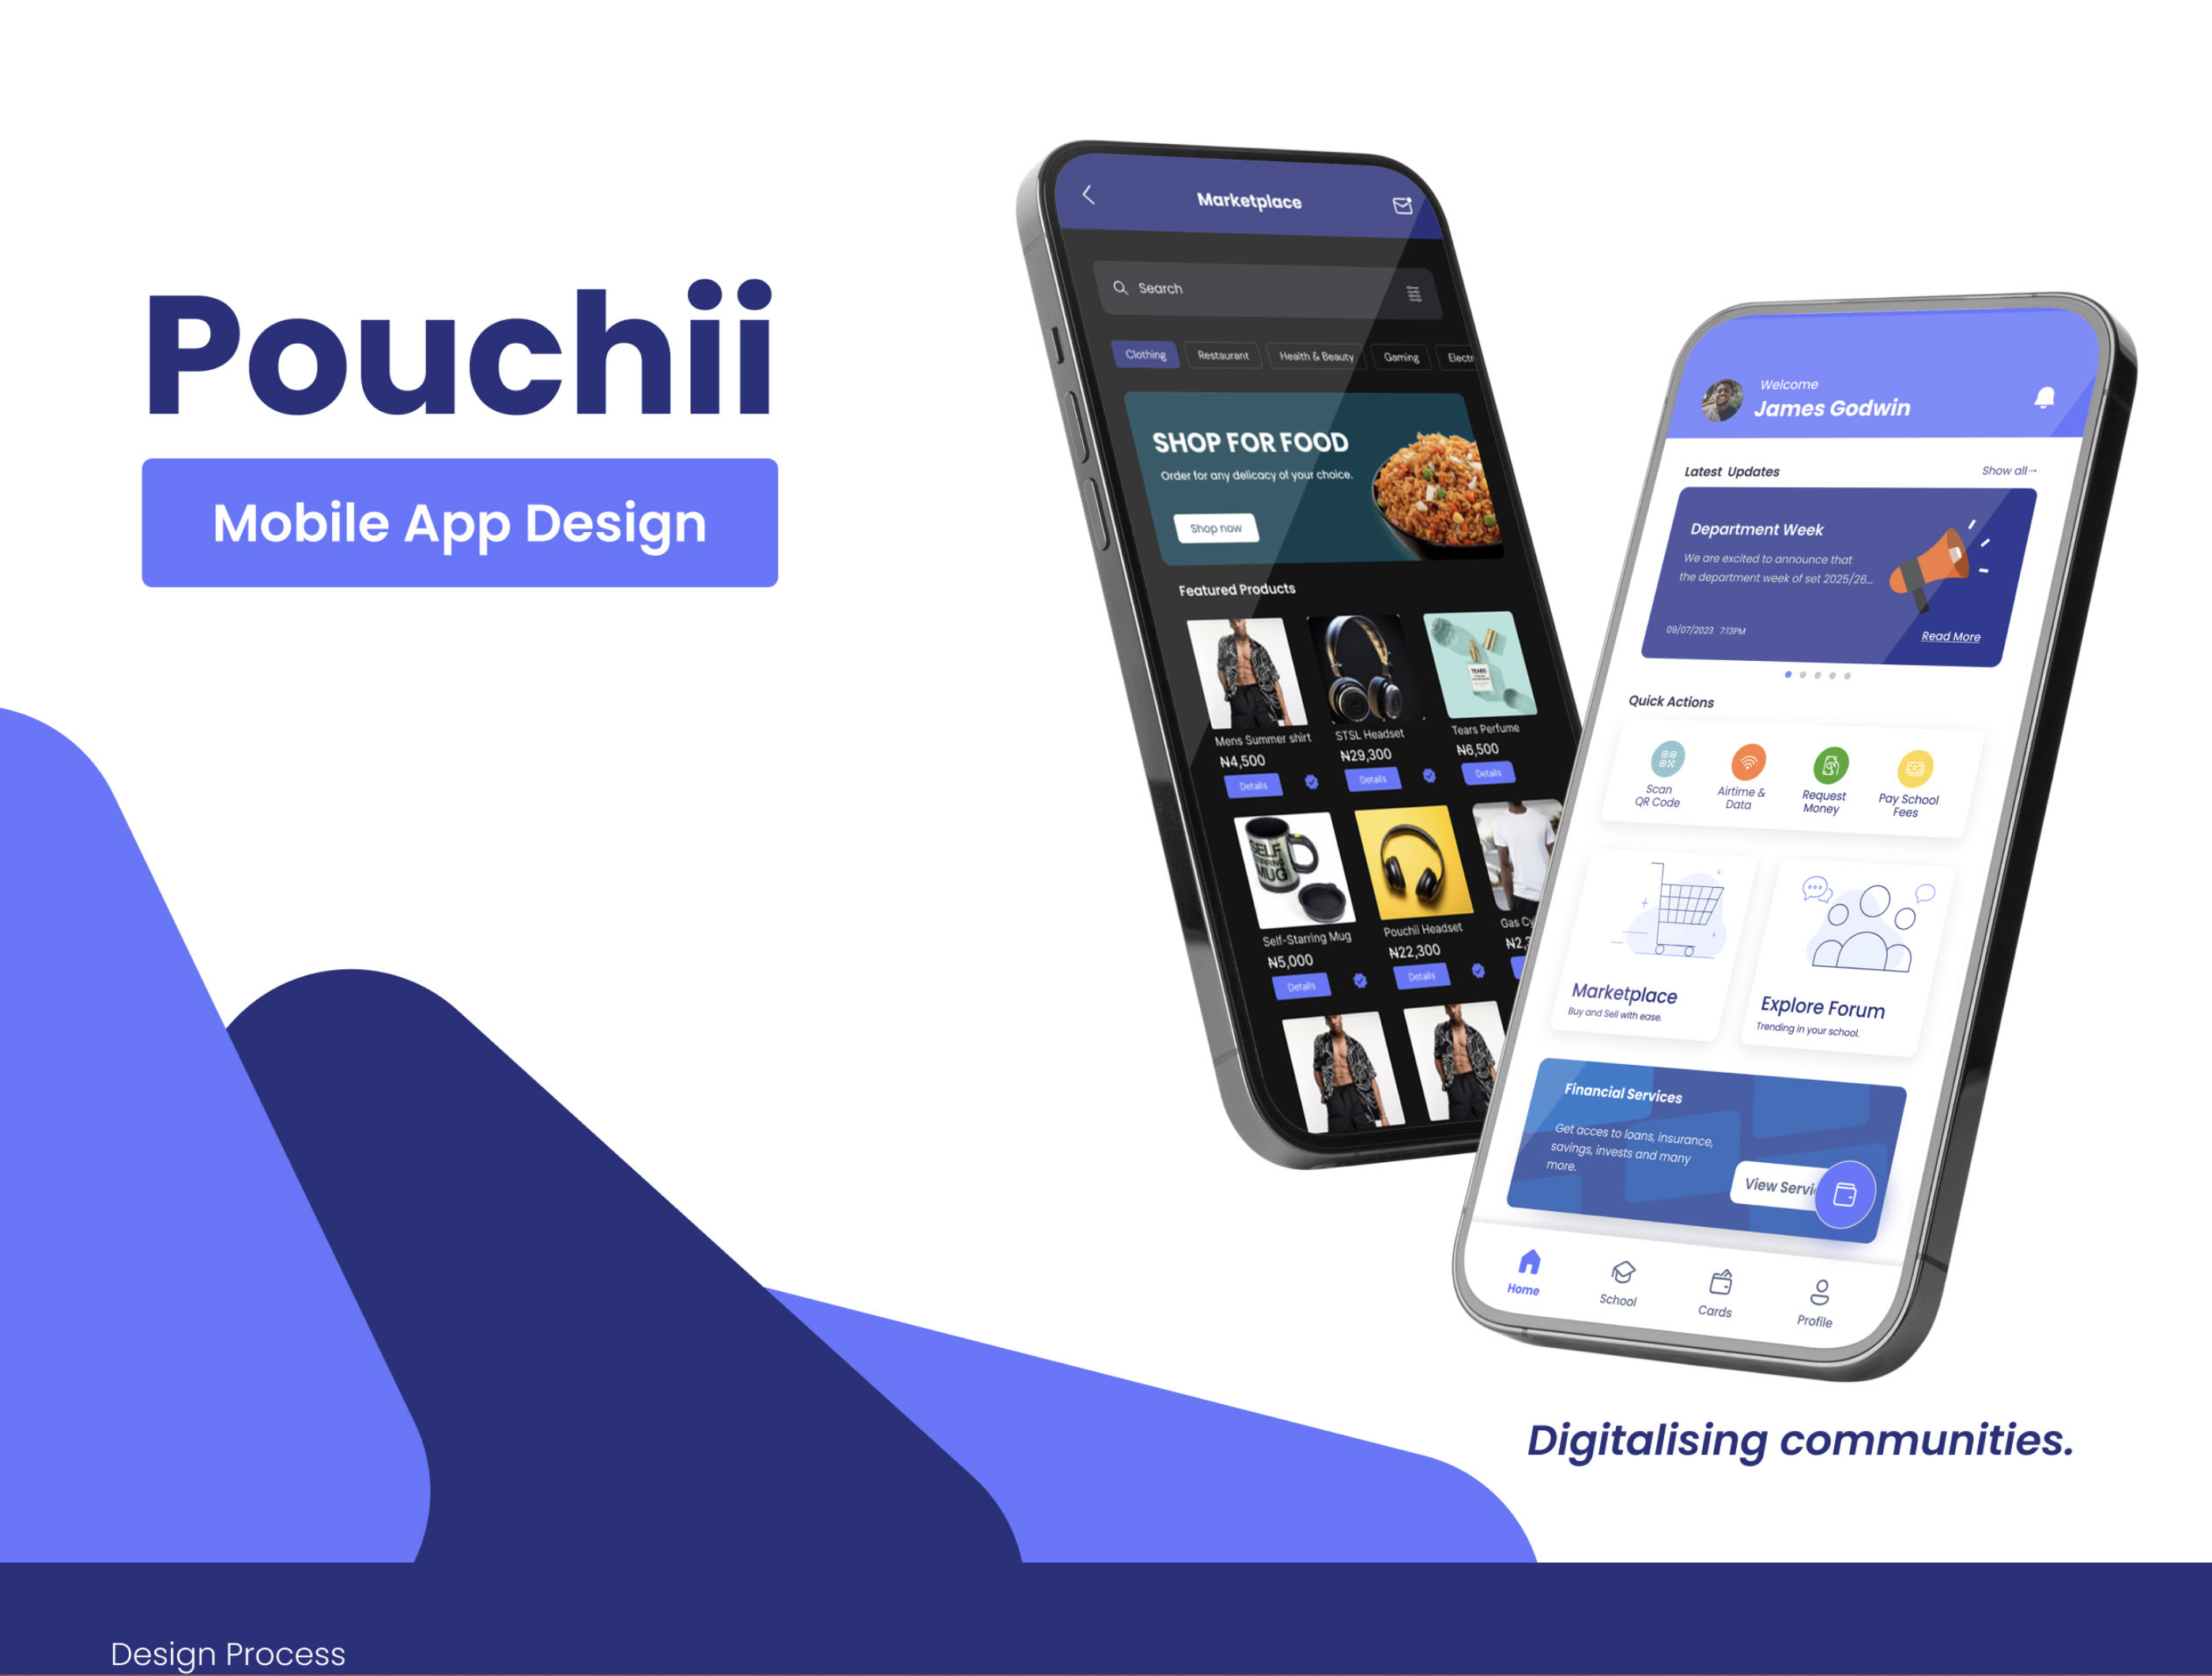 Pouchii
Mobile App Design
Marketplace
Search
Clothing
Restaurant
Health & Beauty
Gaming
SHOP FOR FOOD
Order for any delicacy of your choice.
Shop now
Featured Products
Mens Summer shirt
₦4,500
Details
STSL Headset
₦29,300
Details
TEARS
Tears Perfume
₦6,500
Details
SELF
MUG
Self-Starring Mug
₦5,000
Details
Pouchii Headset
₦22,300
Details
Gas
Welcome
James Godwin
Latest Updates
Show all→
Department Week
We are excited to announce that
the department week of set 2025/26...
09/07/2023 7:13PM
Read More
Quick Actions
Scan
QR Code
Airtime &
Data
Request
Money
Pay School
Fees
Marketplace
Buy and Sell with ease.
Explore Forum
Trending in your school.
Financial Services
Get acces to loans, insurance,
savings, invests and many
more.
View
Home
School
Cards
Profile
Digitalising communities.
Design Process